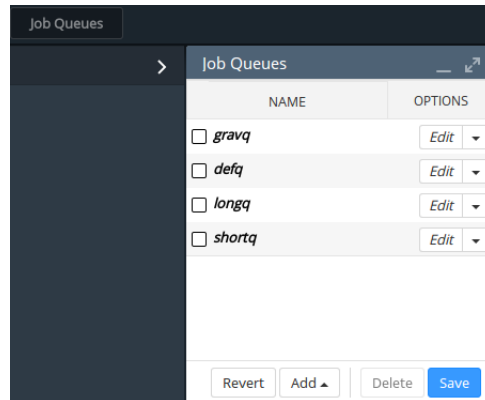 Job Queues
Job Queues
NAME OPTIONS
gravq Edit
defq Edit
longq Edit
shortq Edit
Revert Add Delete Save